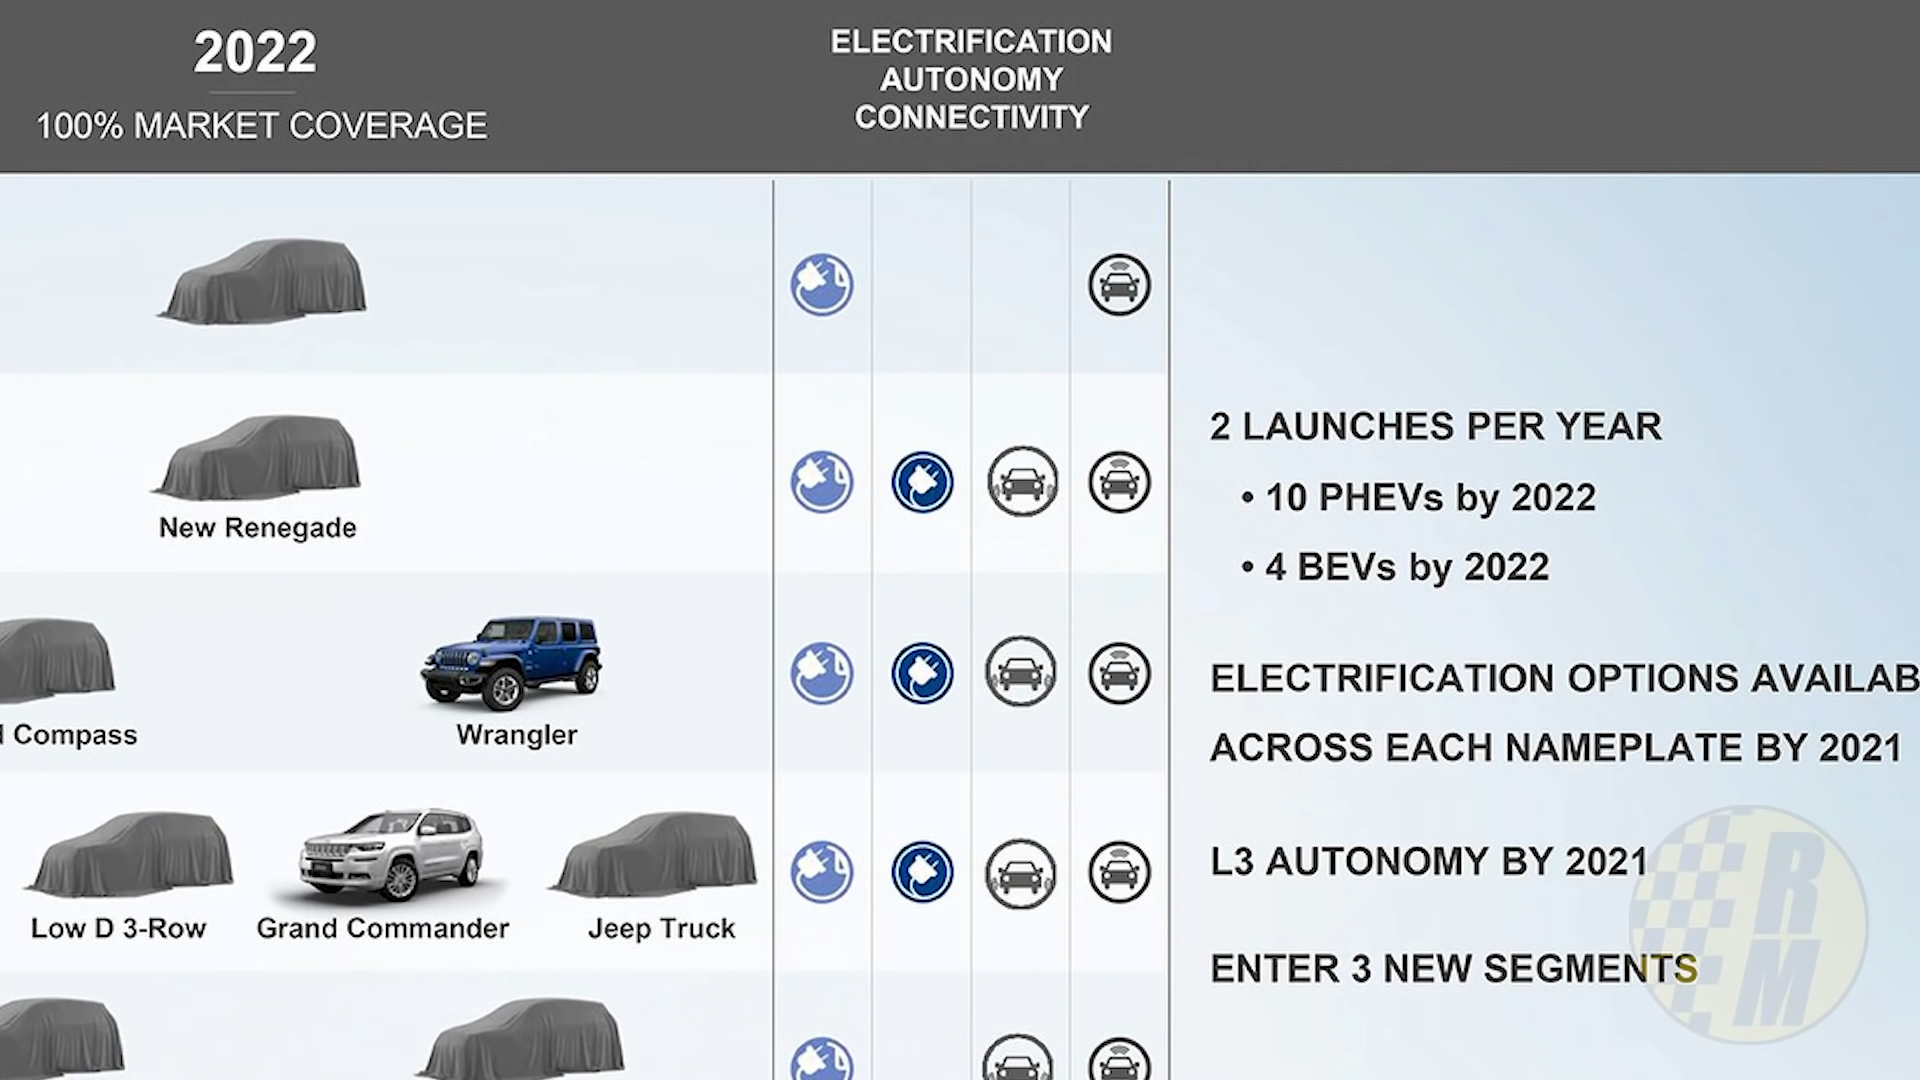 2022
100% MARKET COVERAGE
ELECTRIFICATION
AUTONOMY
CONNECTIVITY
New Renegade
Compass
Wrangler
Low D 3-Row
Grand Commander
Jeep Truck
2 LAUNCHES PER YEAR
• 10 PHEVs by 2022
• 4 BEVs by 2022
ELECTRIFICATION OPTIONS AVAILAB
ACROSS EACH NAMEPLATE BY 2021
L3 AUTONOMY BY 2021
ENTER 3 NEW SEGMENTS
R
M